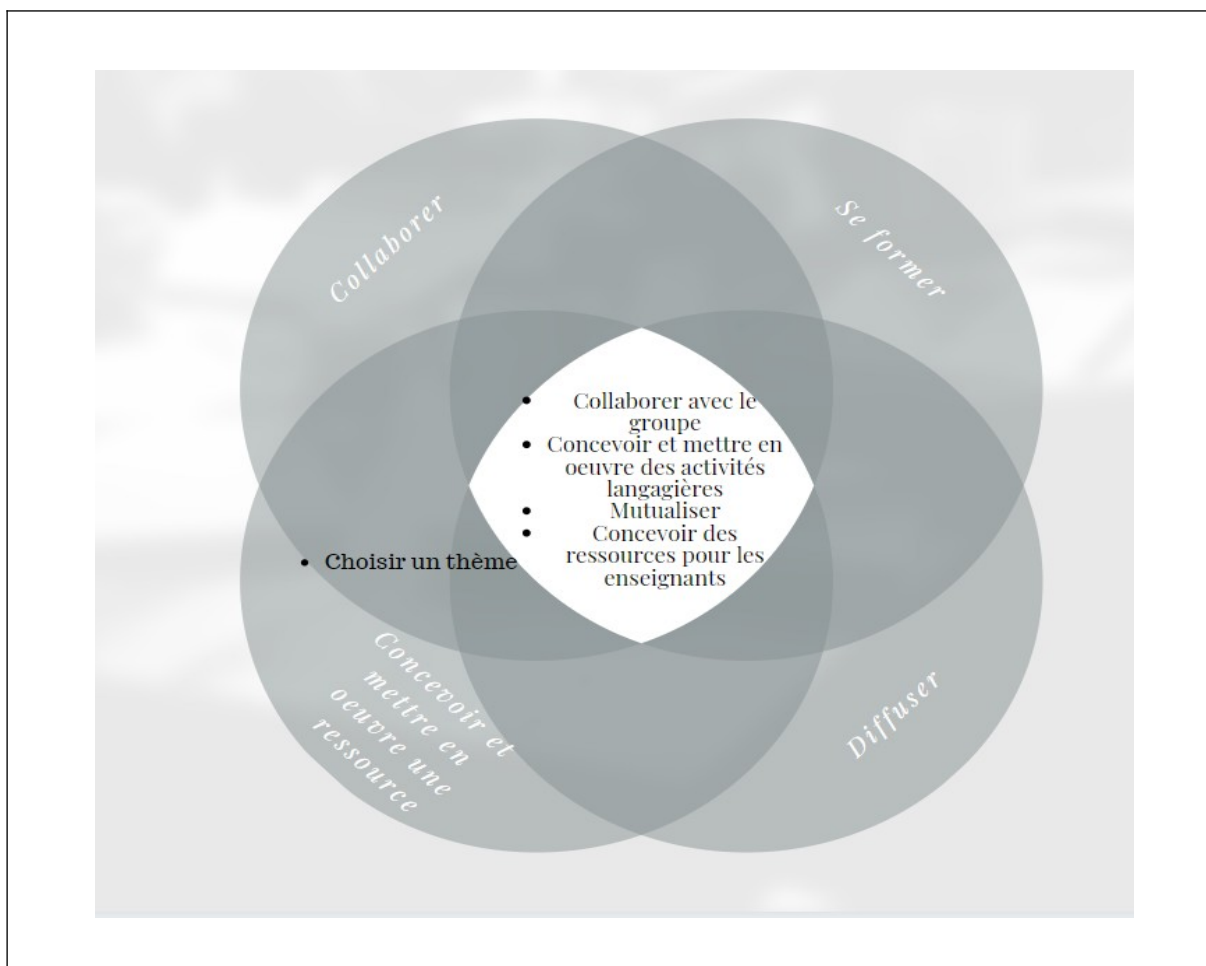 Collaborer
Se former
• Collaborer avec le
groupe
• Concevoir et mettre en
oeuvre des activités
langagières
• Mutualiser
• Concevoir des
ressources pour les
enseignants
• Choisir un thème
Concevoir et
mettre en
oeuvre une
ressource
Diffuser